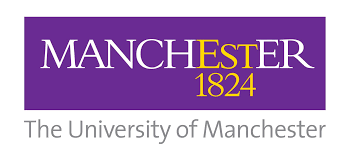 MANCHEstER
1824
The University of Manchester